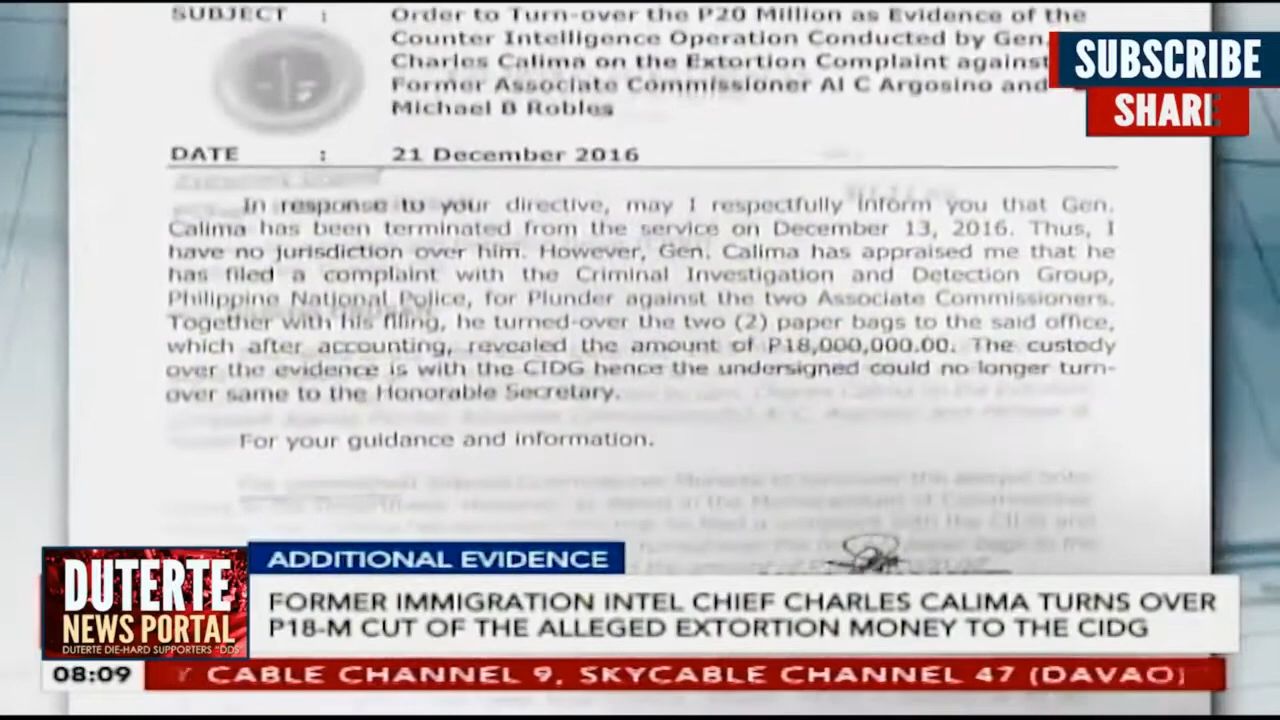 SUBJECT : Order to Turn-over the P20 Million as Evidence of the
Counter Intelligence Operation Conducted by Gen.
Charles Calima on the Extortion Complaint against
Former Associate Commissioner Al C Argosino and
Michael B Robles
SUBSCRIBE
SHARE
DATE : 21 December 2016
In response to your directive, may I respectfully inform you that Gen.
Calima has been terminated from the service on December 13, 2016. Thus, I
have no jurisdiction over him. However, Gen. Calima has appraised me that he
has filed a complaint with the Criminal Investigation and Detection Group,
Philippine National Police, for Plunder against the two Associate Commissioners.
Together with his filing, he turned-over the two (2) paper bags to the said office,
which after accounting, revealed the amount of P18,000,000.00. The custody
over the evidence is with the CIDG hence the undersigned could no longer turn-
over same to the Honorable Secretary.
For your guidance and information.
ADDITIONAL EVIDENCE
FORMER IMMIGRATION INTEL CHIEF CHARLES CALIMA TURNS OVER
P18-M CUT OF THE ALLEGED EXTORTION MONEY TO THE CIDG
DUTERTE
NEWS PORTAL
DUTERTE DIE-HARD SUPPORTERS "DDS"
08:09
Y CABLE CHANNEL 9, SKYCABLE CHANNEL 47 (DAVAO)